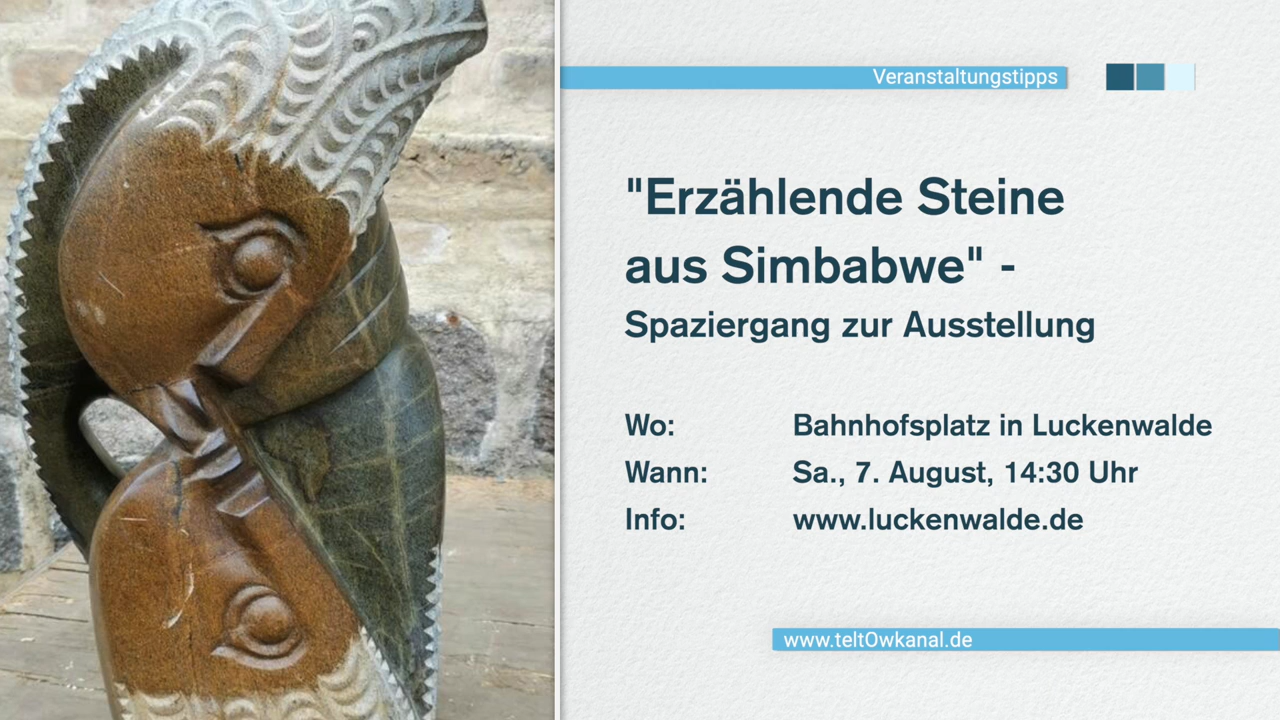 Veranstaltungstipps
"Erzählende Steine
aus Simbabwe" -
Spaziergang zur Ausstellung
Wo: Bahnhofsplatz in Luckenwalde
Wann: Sa., 7. August, 14:30 Uhr
Info: www.luckenwalde.de
www.teltOwkanal.de